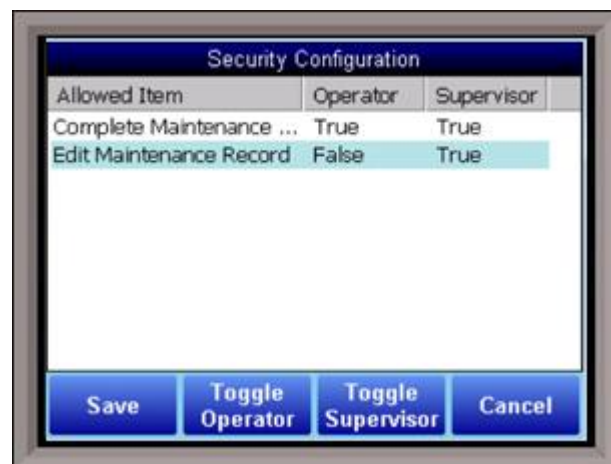 Security Configuration
Allowed Item Operator Supervisor
Complete Maintenance ... True True
Edit Maintenance Record False True
Save Toggle Operator Toggle Supervisor Cancel